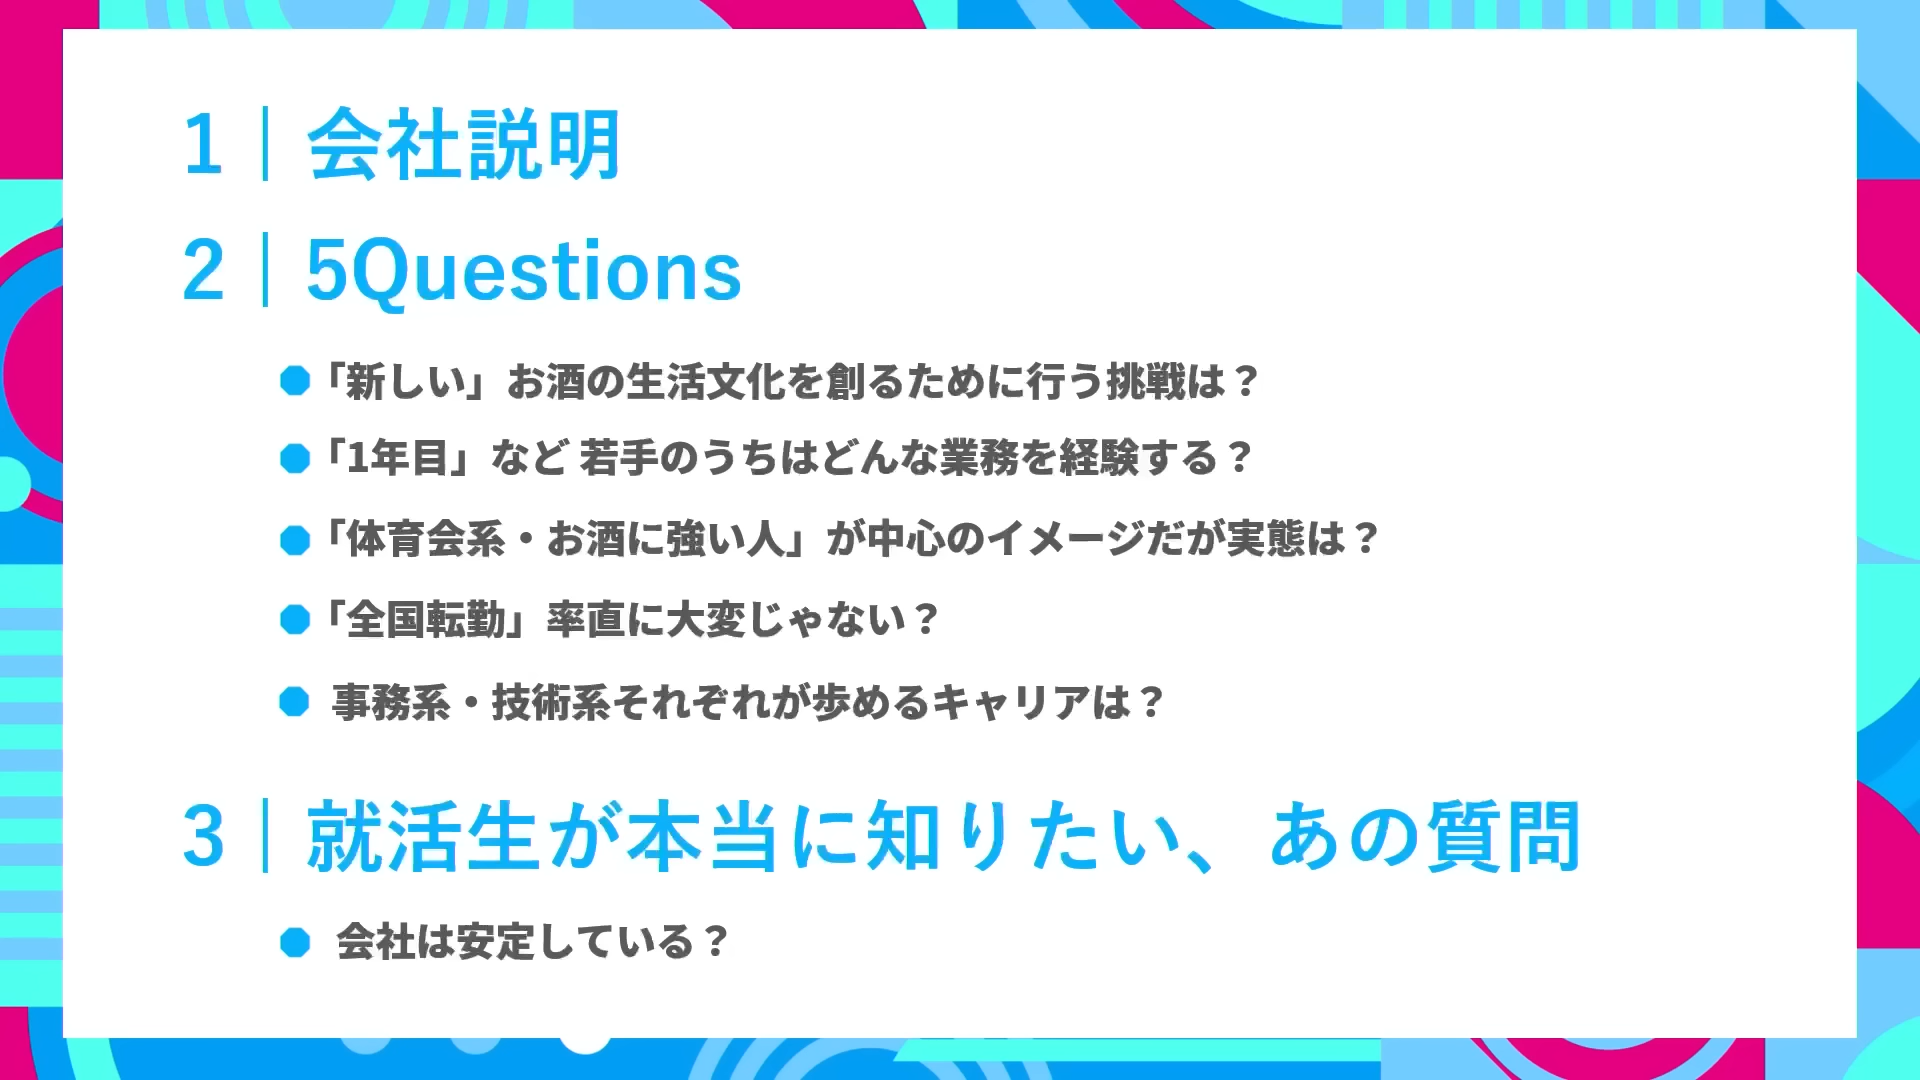 1｜会社説明
2｜5Questions
●「新しい」お酒の生活文化を創るために行う挑戦は？
●「1年目」など 若手のうちはどんな業務を経験する？
●「体育会系・お酒に強い人」が中心のイメージだが実態は？
●「全国転勤」率直に大変じゃない？
● 事務系・技術系それぞれが歩めるキャリアは？
3｜就活生が本当に知りたい、あの質問
● 会社は安定している？